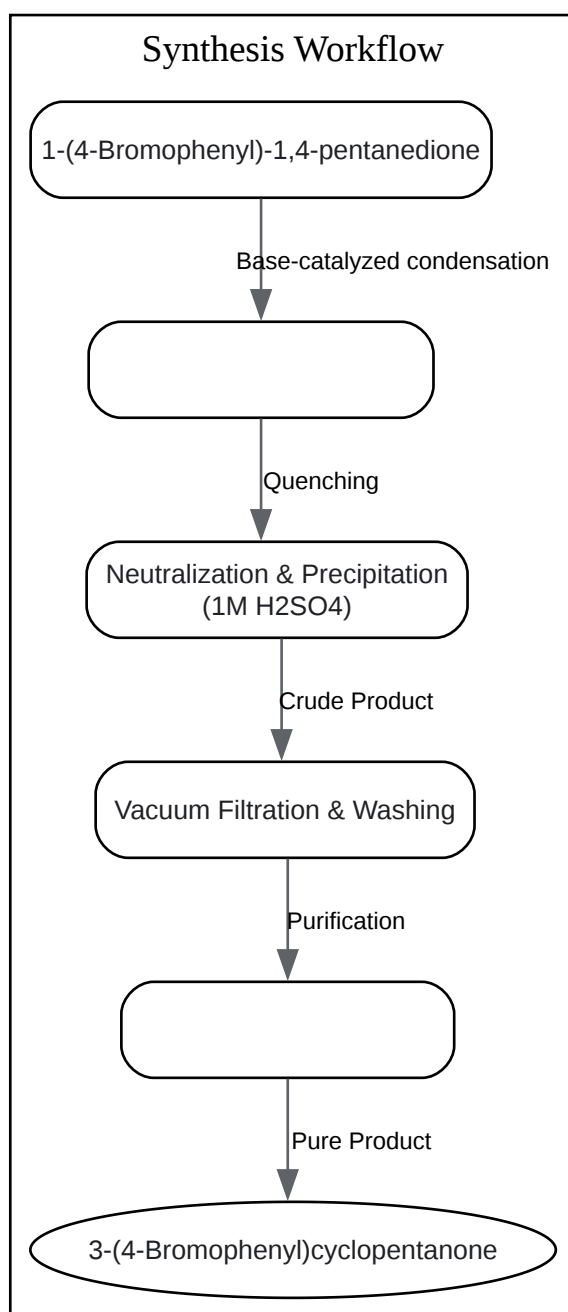 Synthesis Workflow
1-(4-Bromophenyl)-1,4-pentanedione
Base-catalyzed condensation
Quenching
Neutralization & Precipitation
(1M H2SO4)
Crude Product
Vacuum Filtration & Washing
Purification
Pure Product
3-(4-Bromophenyl)cyclopentanone